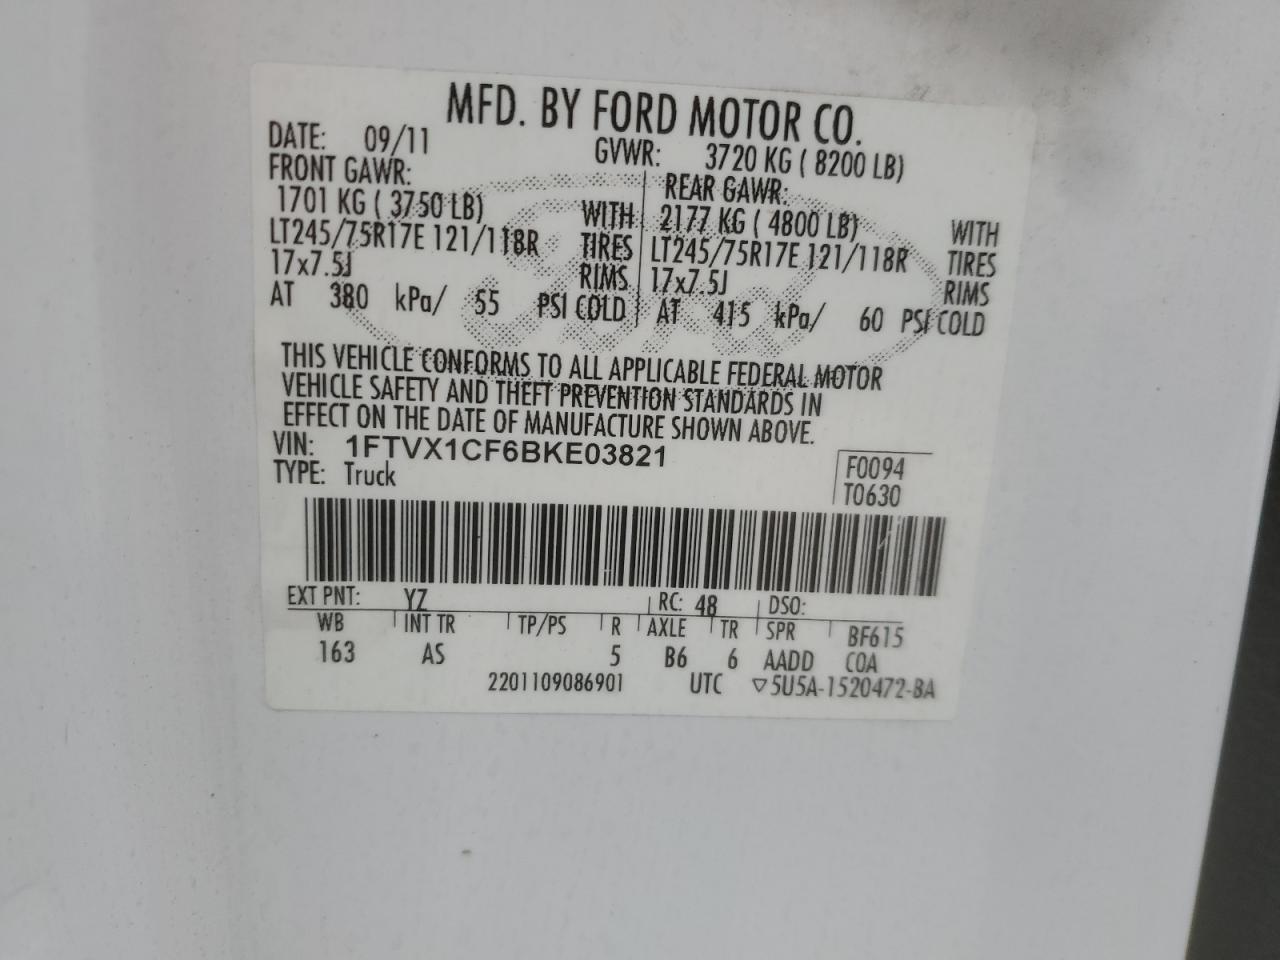 MFD. BY FORD MOTOR CO.
DATE: 09/11 GVWR: 3720 KG ( 8200 LB)
FRONT GAWR: REAR GAWR:
1701 KG ( 3750 LB) WITH 2177 KG ( 4800 LB) WITH
LT245/75R17E 121/118R TIRES LT245/75R17E 121/118R TIRES
17x7.5J RIMS 17x7.5J RIMS
AT 380 kPa/ 55 PSI COLD AT 415 kPa/ 60 PSI COLD
THIS VEHICLE CONFORMS TO ALL APPLICABLE FEDERAL MOTOR
VEHICLE SAFETY AND THEFT PREVENTION STANDARDS IN
EFFECT ON THE DATE OF MANUFACTURE SHOWN ABOVE.
VIN: 1FTVX1CF6BKE03821
TYPE: Truck
F0094
T0630
EXT PNT: YZ RC: 48 DSO:
WB INT TR TP/PS R AXLE TR SPR BF615
163 AS 5 B6 6 AADD COA
2201109086901 UTC ▽5U5A-1520472-BA